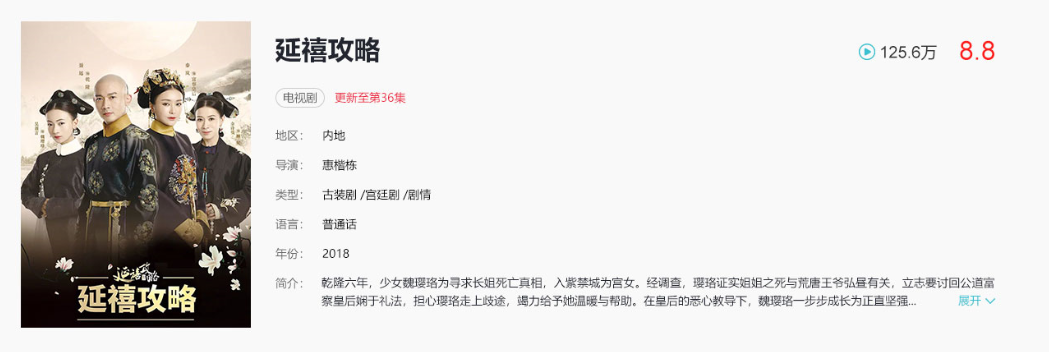 延禧攻略
125.6万
8.8
电视剧
更新至第36集
地区： 内地
导演： 惠楷栋
类型： 古装剧 /宫廷剧 /剧情
语言： 普通话
年份： 2018
简介： 乾隆六年，少女魏璎珞为寻求长姐死亡真相，入紫禁城为宫女。经调查，璎珞证实姐姐之死与荒唐王爷弘昼有关，立志要讨回公道富
察皇后娴于礼法，担心璎珞走上歧途，竭力给予她温暖与帮助。在皇后的悉心教导下，魏璎珞一步步成长为正直坚强...
展开
延禧攻略
延禧攻略